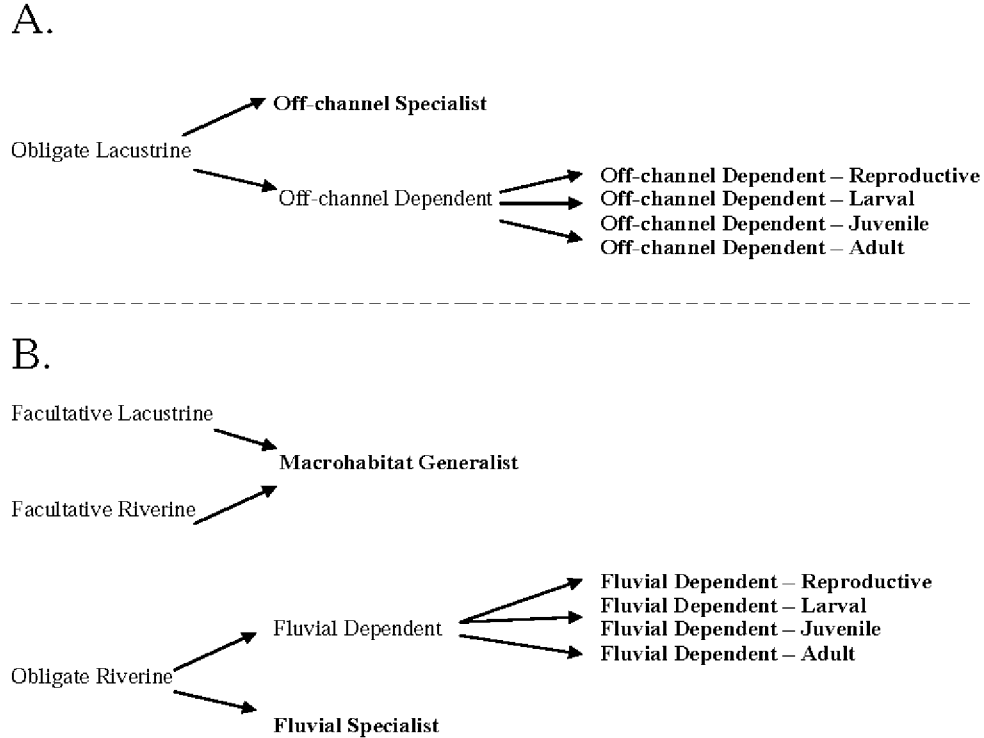 A.
Off-channel Specialist
Obligate Lacustrine
Off-channel Dependent
Off-channel Dependent – Reproductive
Off-channel Dependent – Larval
Off-channel Dependent – Juvenile
Off-channel Dependent – Adult
B.
Facultative Lacustrine
Macrohabitat Generalist
Facultative Riverine
Fluvial Dependent
Fluvial Dependent – Reproductive
Fluvial Dependent – Larval
Fluvial Dependent – Juvenile
Fluvial Dependent – Adult
Obligate Riverine
Fluvial Specialist